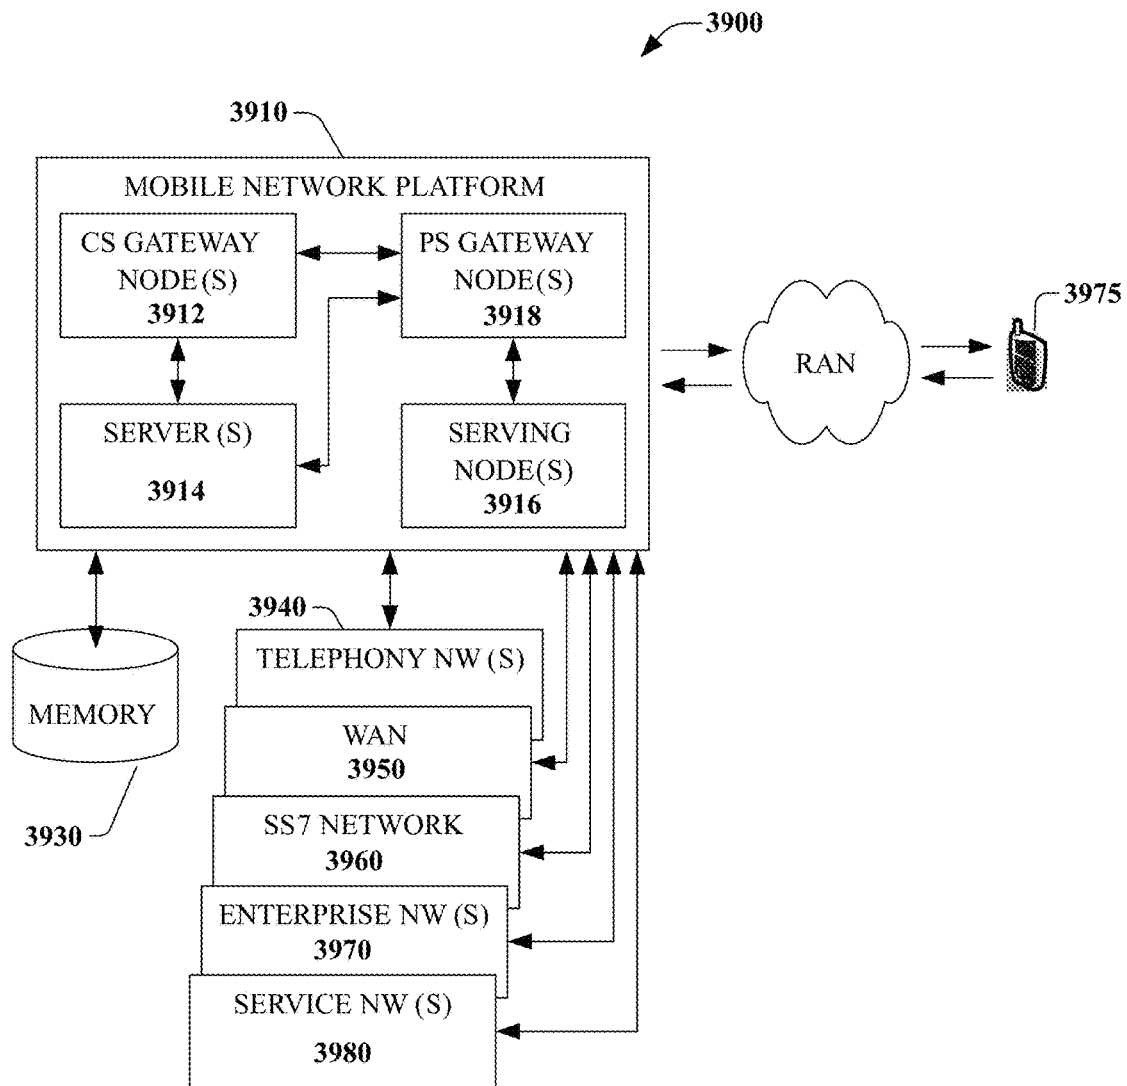 3900
3910
MOBILE NETWORK PLATFORM
CS GATEWAY
NODE(S)
3912
PS GATEWAY
NODE(S)
3918
SERVER(S)
3914
SERVING
NODE(S)
3916
RAN
3975
3940
TELEPHONY NW(S)
MEMORY
3930
WAN
3950
SS7 NETWORK
3960
ENTERPRISE NW(S)
3970
SERVICE NW(S)
3980